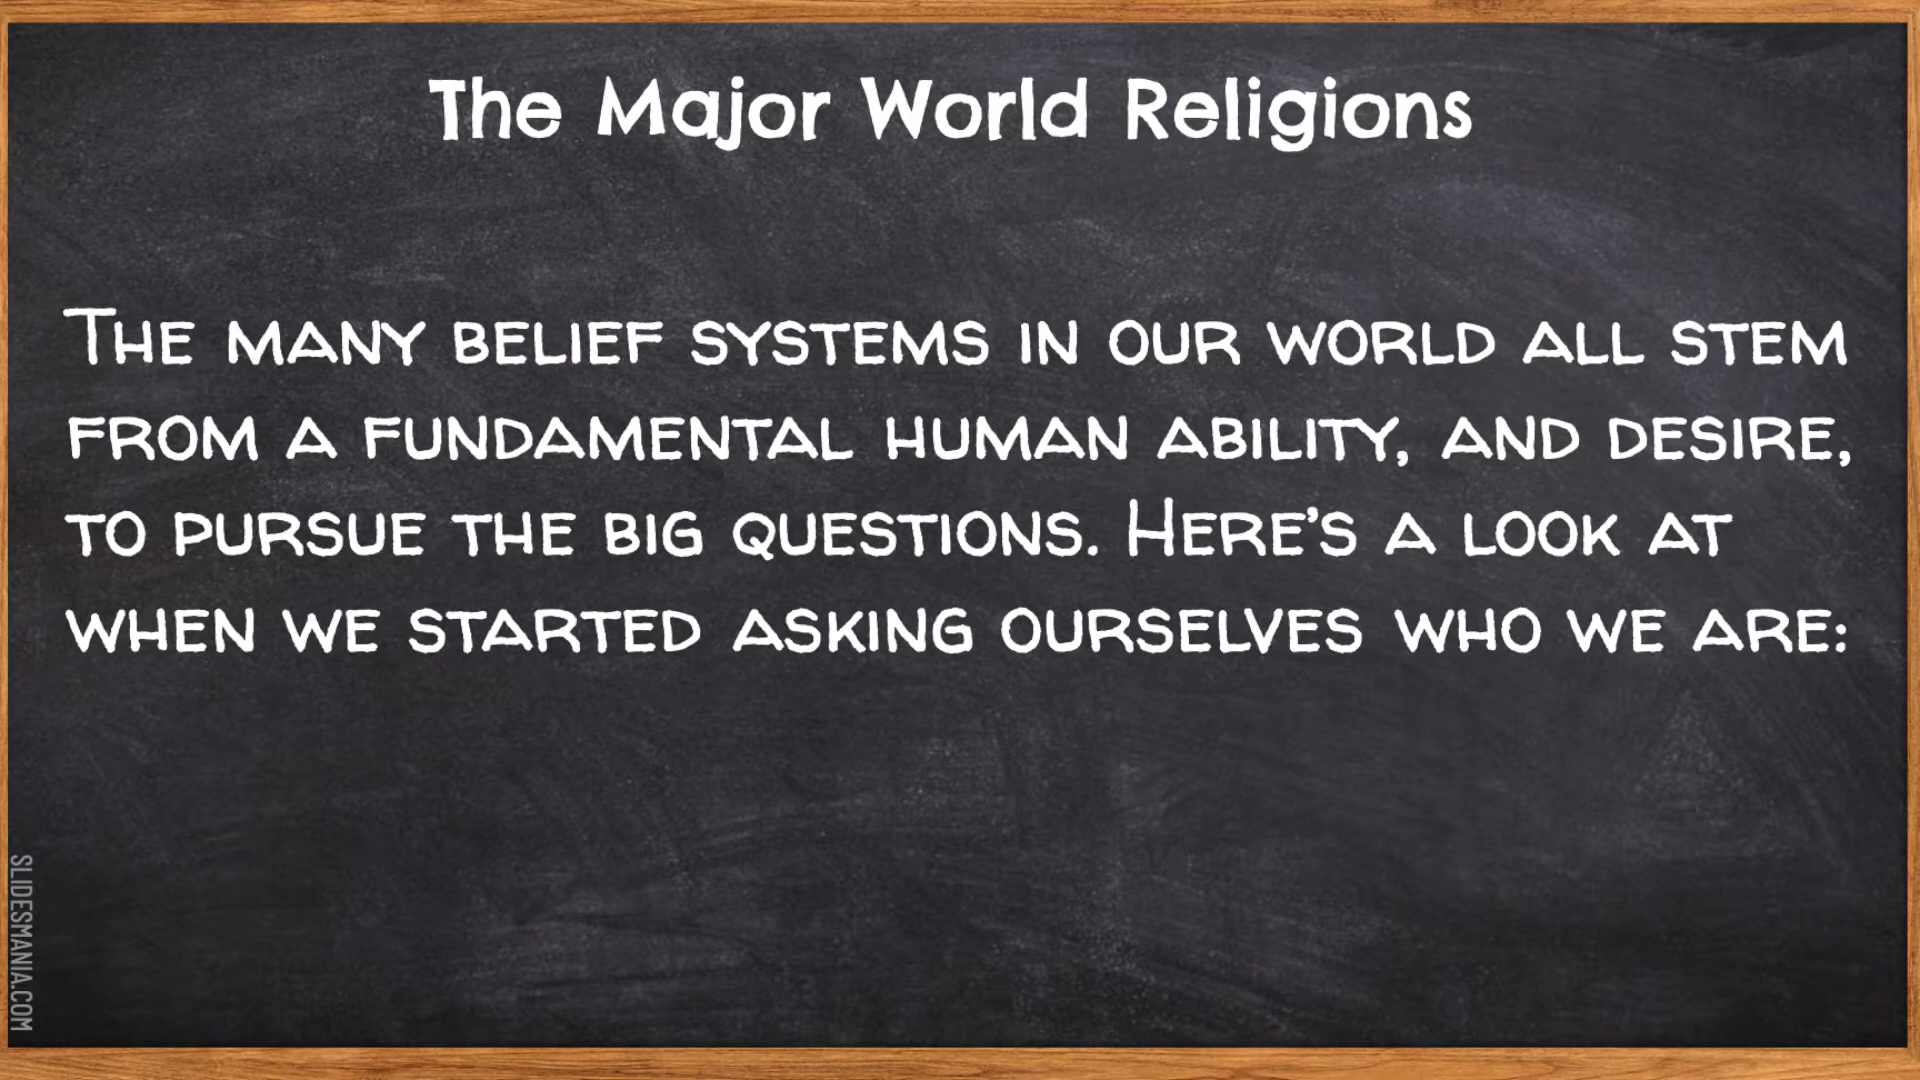 The Major World Religions
The many belief systems in our world all stem
from a fundamental human ability, and desire,
to pursue the big questions. Here's a look at
when we started asking ourselves who we are:
SLIDESMANIA.COM